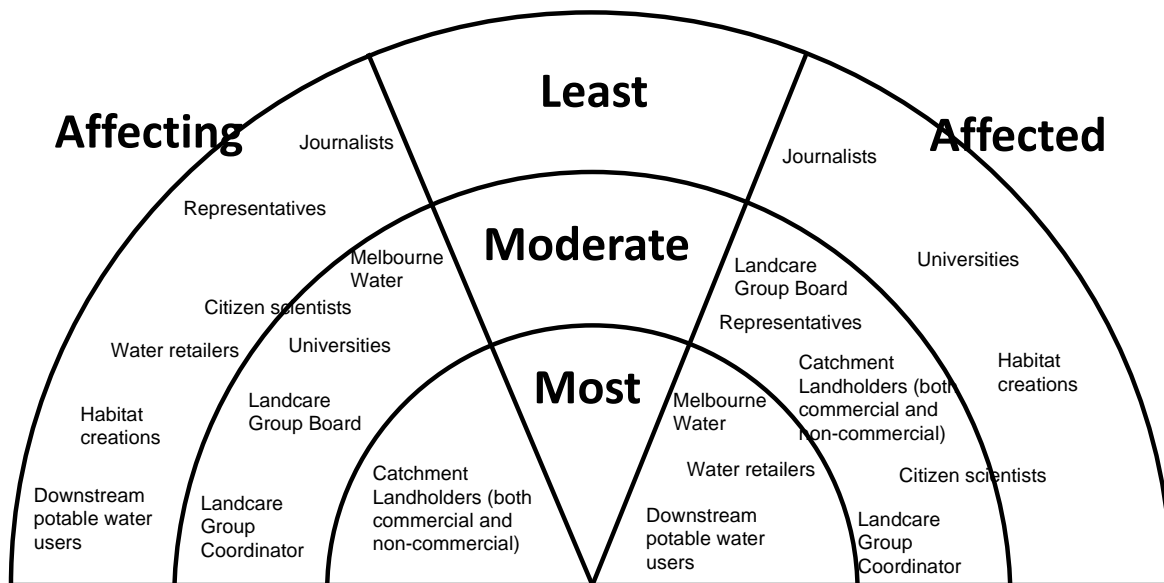 Least
Affecting
Affected
Journalists
Journalists
Representatives
Moderate
Melbourne
Water
Landcare
Group Board
Universities
Citizen scientists
Representatives
Water retailers
Universities
Catchment
Landholders (both
commercial and
non-commercial)
Habitat
creations
Most
Landcare
Group Board
Melbourne
Water
Habitat
creations
Water retailers
Citizen scientists
Catchment
Landholders (both
commercial and
non-commercial)
Downstream
potable water
users
Landcare
Group
Coordinator
Downstream
potable water
users
Landcare
Group
Coordinator